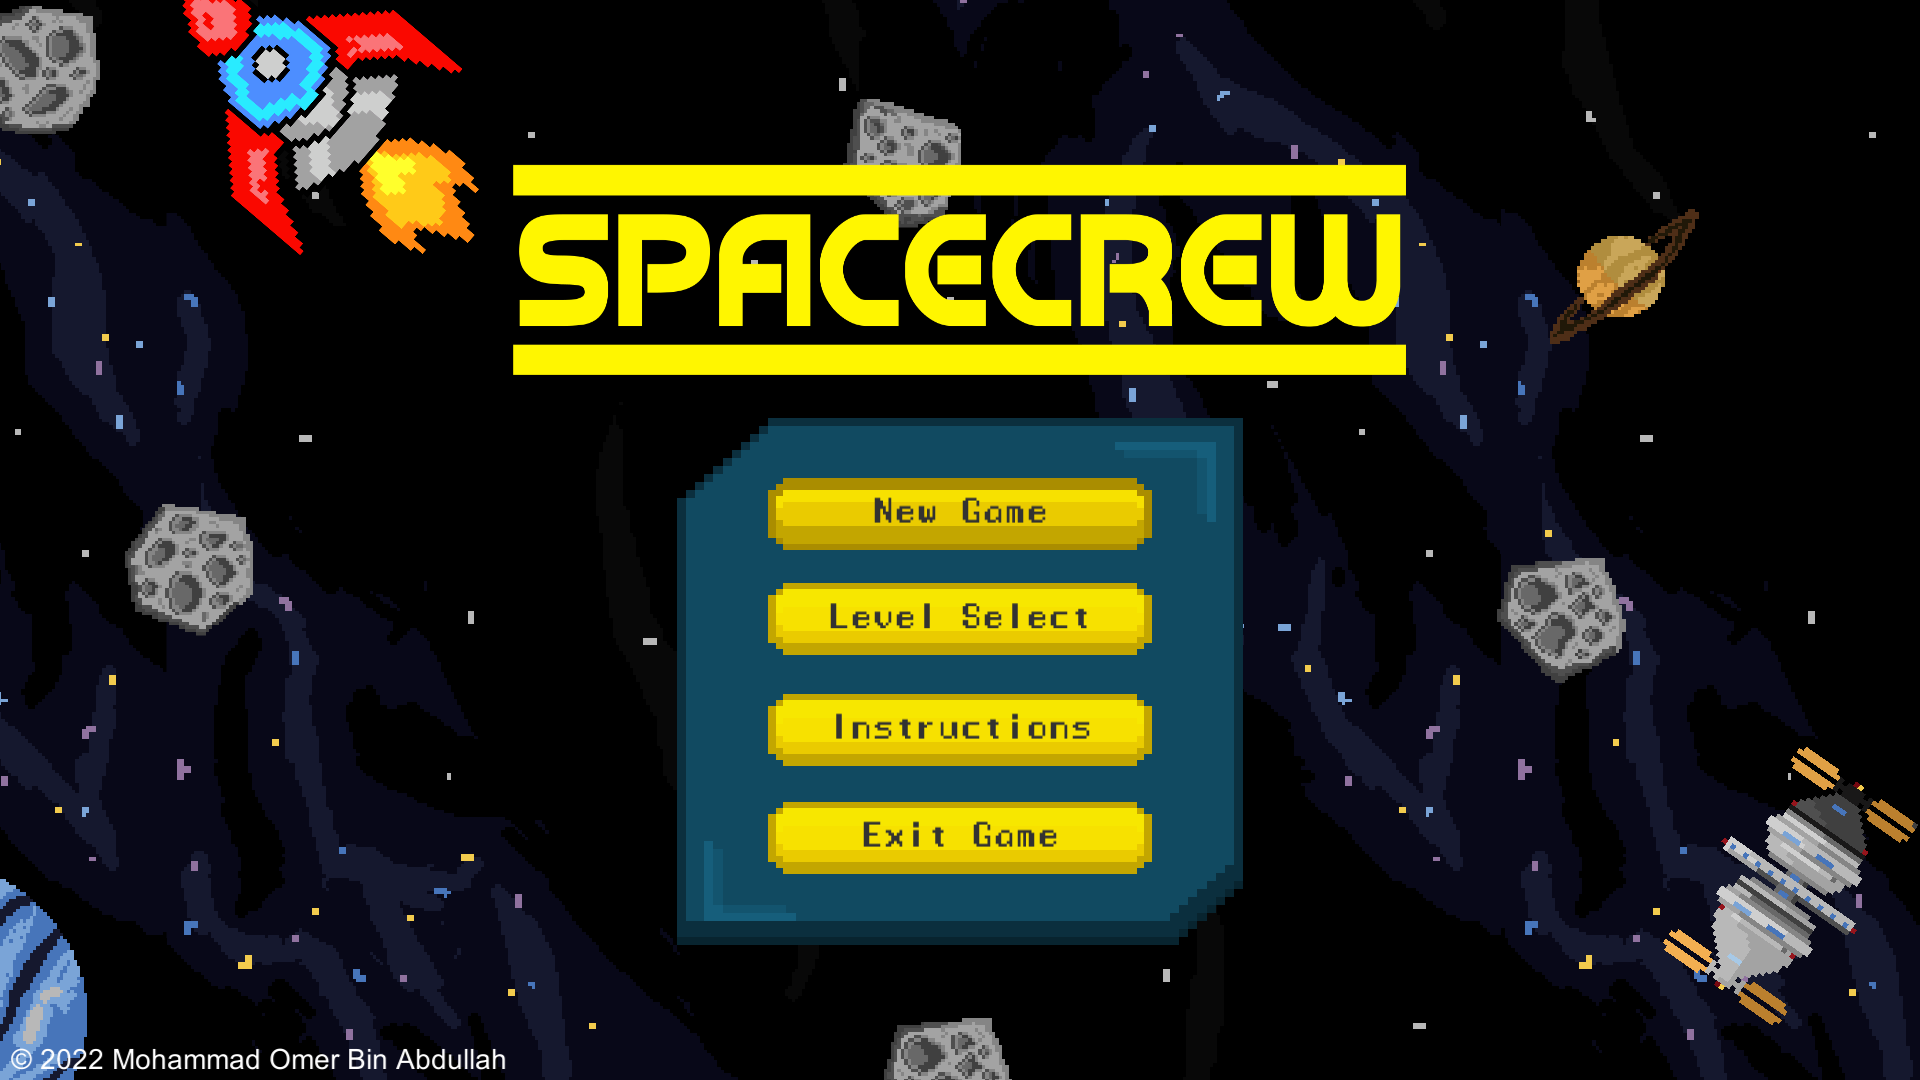 SPACECREW
New Game
Level Select
Instructions
Exit Game
© 2022 Mohammad Omer Bin Abdullah